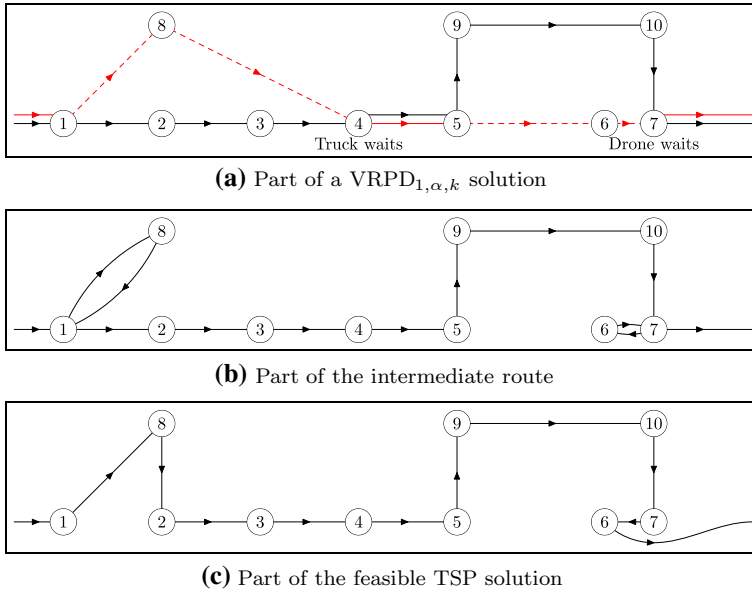 8 9 10
1 2 3 4 5 6 7
Truck waits Drone waits
(a) Part of a VRPD₁,α,k solution
8 9 10
1 2 3 4 5 6 7
(b) Part of the intermediate route
8 9 10
1 2 3 4 5 6 7
(c) Part of the feasible TSP solution